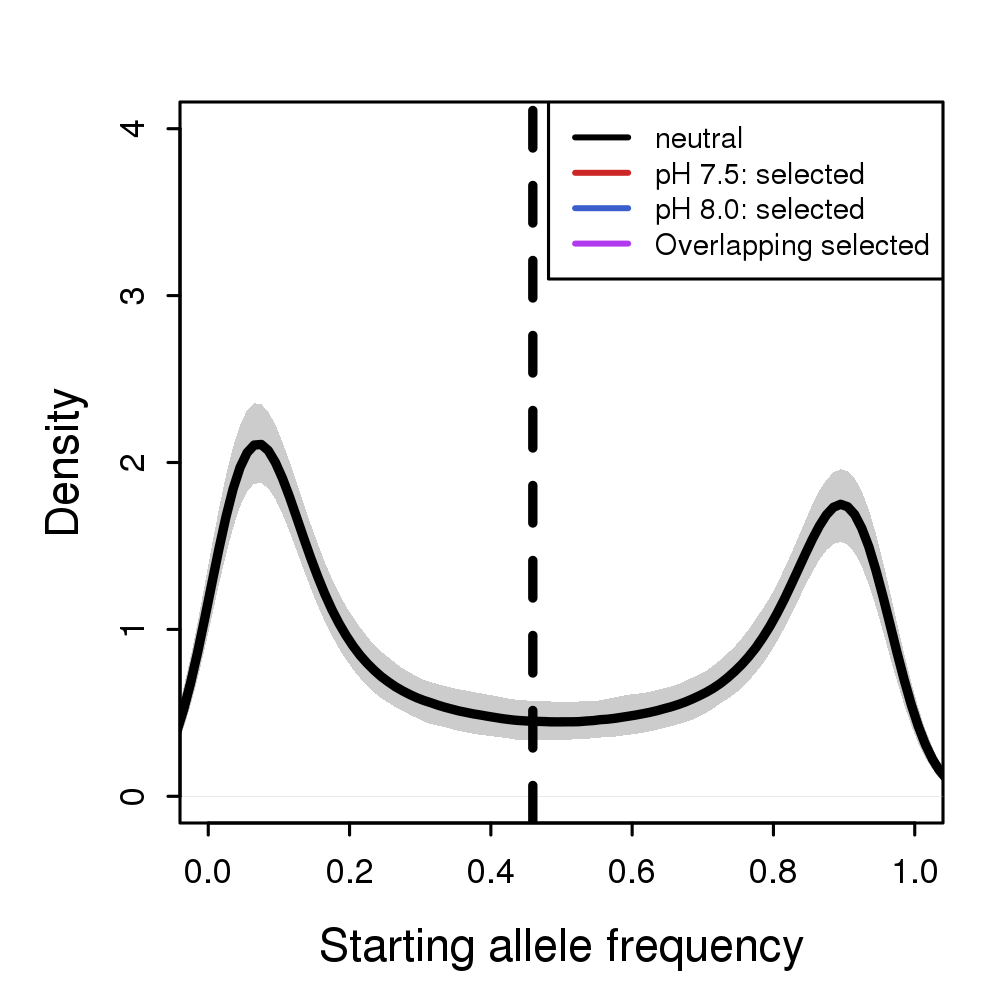 neutral
pH 7.5: selected
pH 8.0: selected
Overlapping selected
Density
4
3
2
1
0
0.0 0.2 0.4 0.6 0.8 1.0
Starting allele frequency